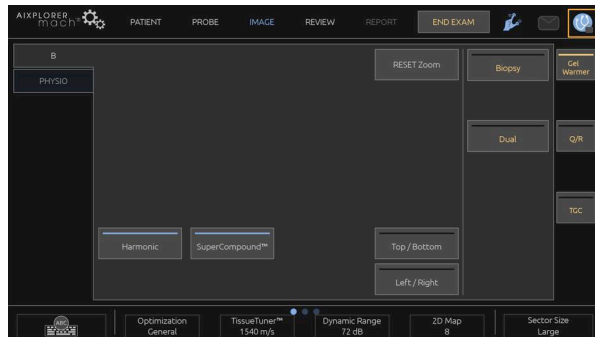 AIXPLORER
mach®
PATIENT
PROBE
IMAGE
REVIEW
REPORT
END EXAM
B
PHYSIO
RESET Zoom
Biopsy
Gel
Warmer
Dual
Q/R
TGC
Harmonic
SuperCompound™
Top / Bottom
Left / Right
ABC
Optimization
General
TissueTuner™
1540 m/s
Dynamic Range
72 dB
2D Map
8
Sector Size
Large